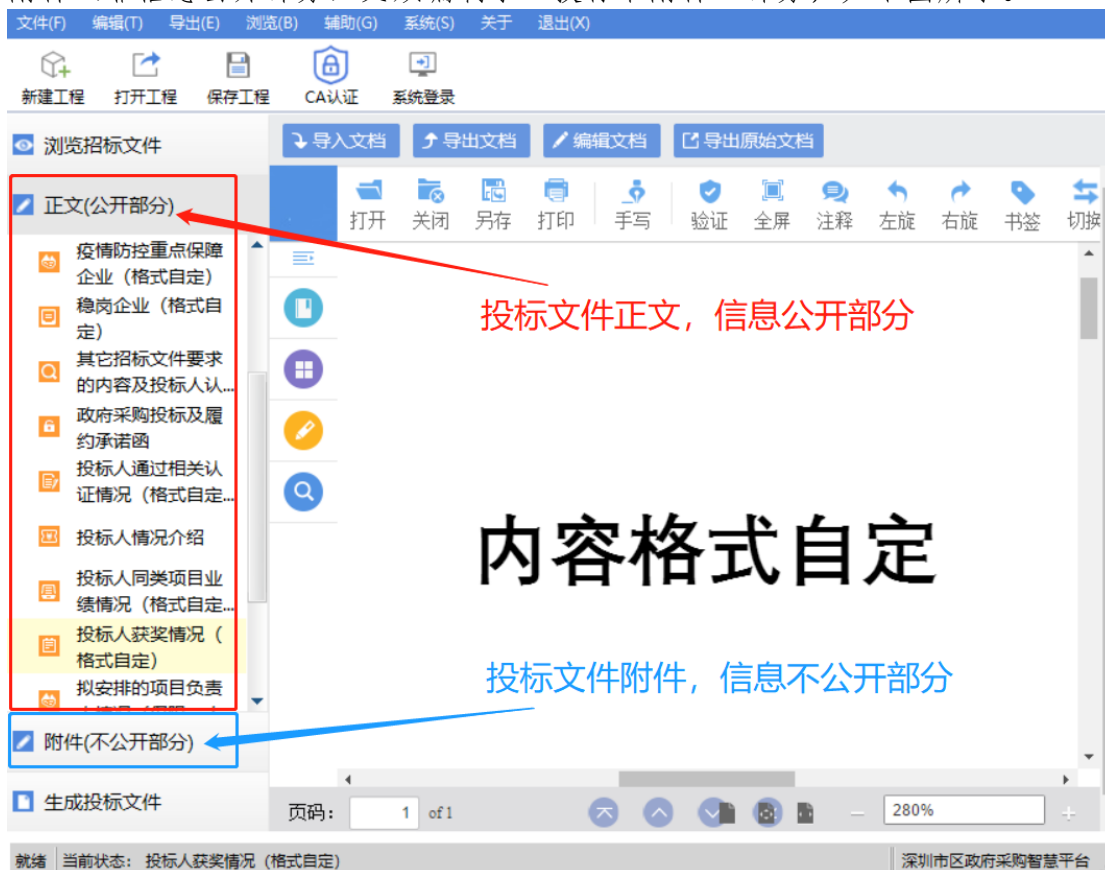 文件(F) 编辑(T) 导出(E) 浏览(B) 辅助(G) 系统(S) 关于 退出(X)
新建工程 打开工程 保存工程 CA认证 系统登录
浏览招标文件
导入文档 导出文档 编辑文档 导出原始文档
正文(公开部分)
打开 关闭 另存 打印 手写 验证 全屏 注释 左旋 右旋 书签 切换
疫情防控重点保障
企业（格式自定）
稳岗企业（格式自
定）
其它招标文件要求
的内容及投标人认...
政府采购投标及履
约承诺函
投标人通过相关认
证情况（格式自定...
投标人情况介绍
投标人同类项目业
绩情况（格式自定...
投标人获奖情况（
格式自定）
拟安排的项目负责
投标文件正文，信息公开部分
内容格式自定
投标文件附件，信息不公开部分
附件(不公开部分)
生成投标文件
页码: 1 of 1 280%
就绪 当前状态: 投标人获奖情况（格式自定） 深圳市区政府采购智慧平台